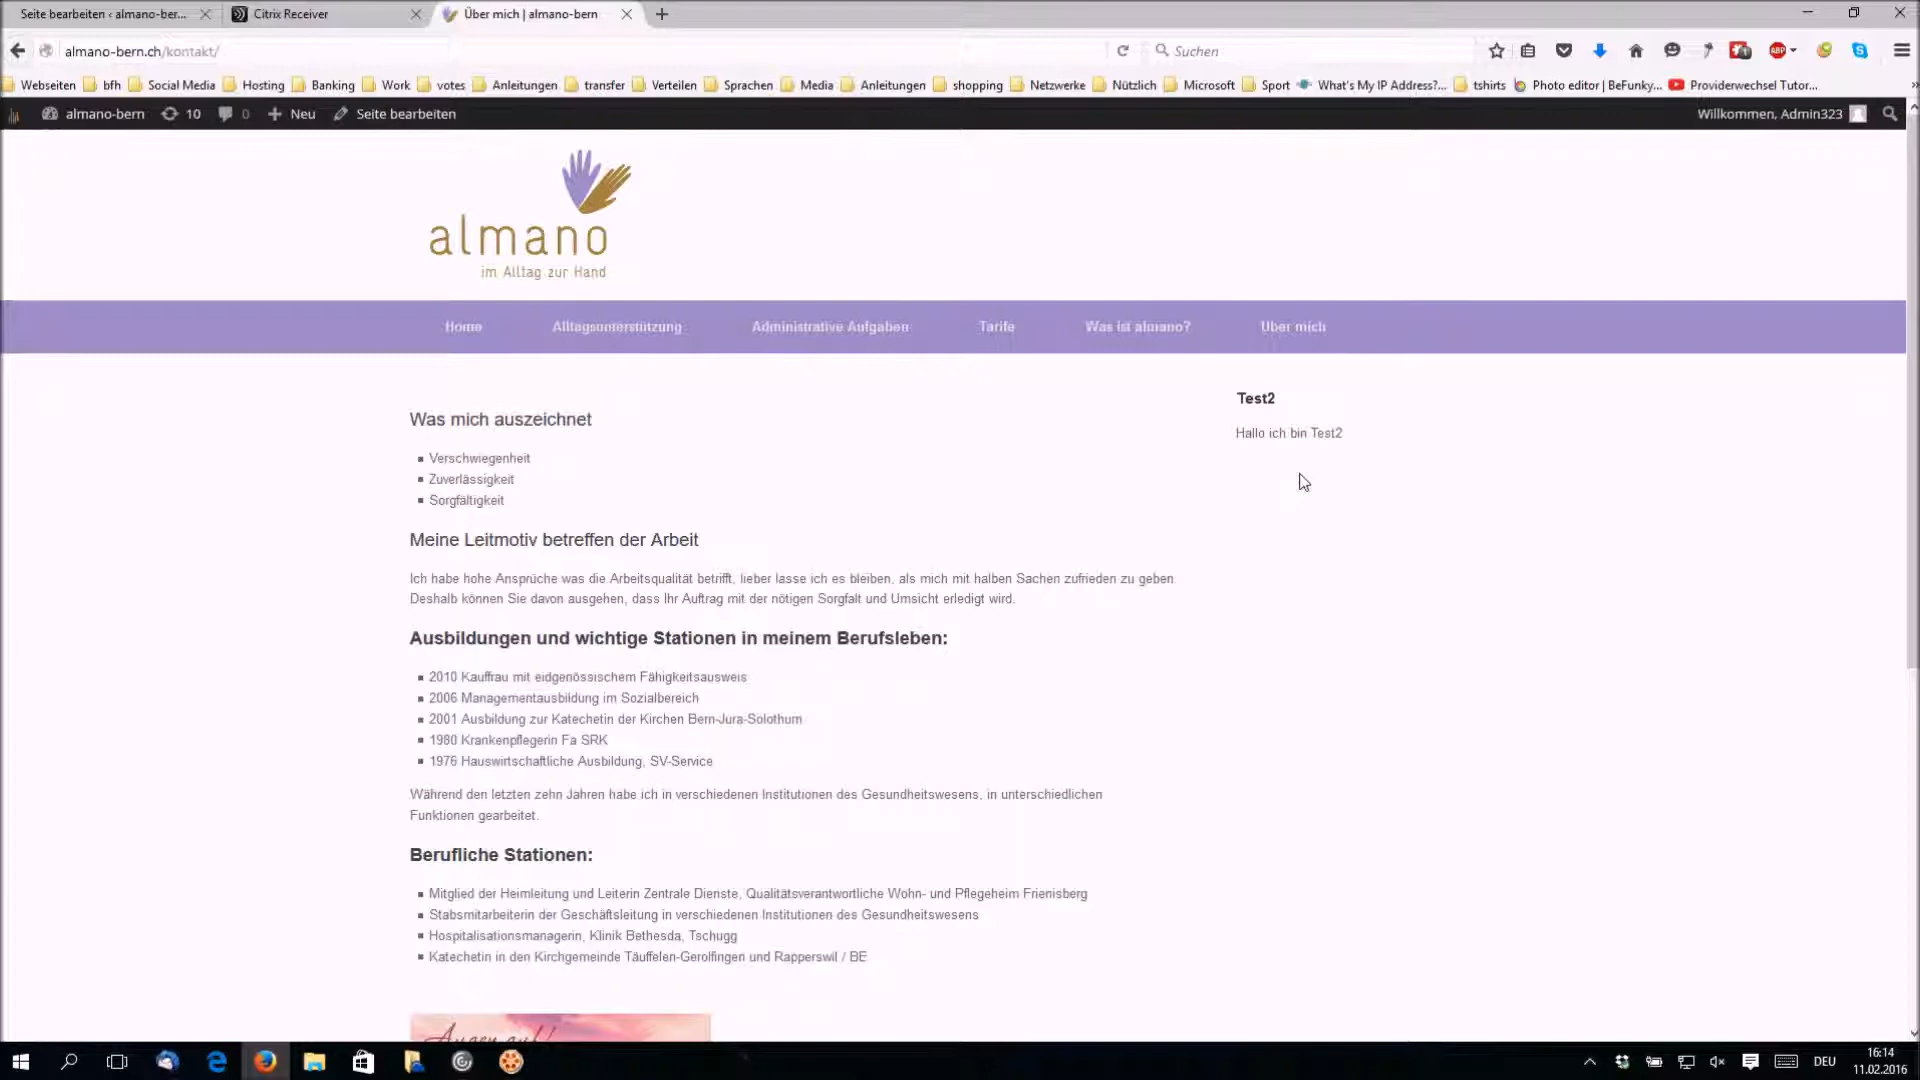 Seite bearbeiten ‹ almano-ber...
Citrix Receiver
Über mich | almano-bern
almano-bern.ch/kontakt/
Suchen
ABP
Webseiten bfh Social Media Hosting Banking Work votes Anleitungen transfer Verteilen Sprachen Media Anleitungen shopping Netzwerke Nützlich Microsoft Sport What's My IP Address?... tshirts Photo editor | BeFunky... Providerwechsel Tutor...
almano-bern 10 0 Neu Seite bearbeiten Willkommen, Admin323
almano
im Alltag zur Hand
Home Alltagsunterstützung Administrative Aufgaben Tarife Was ist almano? Über mich
Was mich auszeichnet
Verschwiegenheit
Zuverlässigkeit
Sorgfältigkeit
Meine Leitmotiv betreffen der Arbeit
Ich habe hohe Ansprüche was die Arbeitsqualität betrifft, lieber lasse ich es bleiben, als mich mit halben Sachen zufrieden zu geben.
Deshalb können Sie davon ausgehen, dass Ihr Auftrag mit der nötigen Sorgfalt und Umsicht erledigt wird.
Ausbildungen und wichtige Stationen in meinem Berufsleben:
2010 Kauffrau mit eidgenössischem Fähigkeitsausweis
2006 Managementausbildung im Sozialbereich
2001 Ausbildung zur Katechetin der Kirchen Bern-Jura-Solothurn
1980 Krankenpflegerin Fa SRK
1976 Hauswirtschaftliche Ausbildung, SV-Service
Während den letzten zehn Jahren habe ich in verschiedenen Institutionen des Gesundheitswesens, in unterschiedlichen
Funktionen gearbeitet.
Berufliche Stationen:
Mitglied der Heimleitung und Leiterin Zentrale Dienste, Qualitätsverantwortliche Wohn- und Pflegeheim Frienisberg
Stabsmitarbeiterin der Geschäftsleitung in verschiedenen Institutionen des Gesundheitswesens
Hospitalisationsmanagerin, Klinik Bethesda, Tschugg
Katechetin in den Kirchgemeinde Täuffelen-Gerolfingen und Rapperswil / BE
Test2
Hallo ich bin Test2
Augen auf!
DEU
16:14
11.02.2016